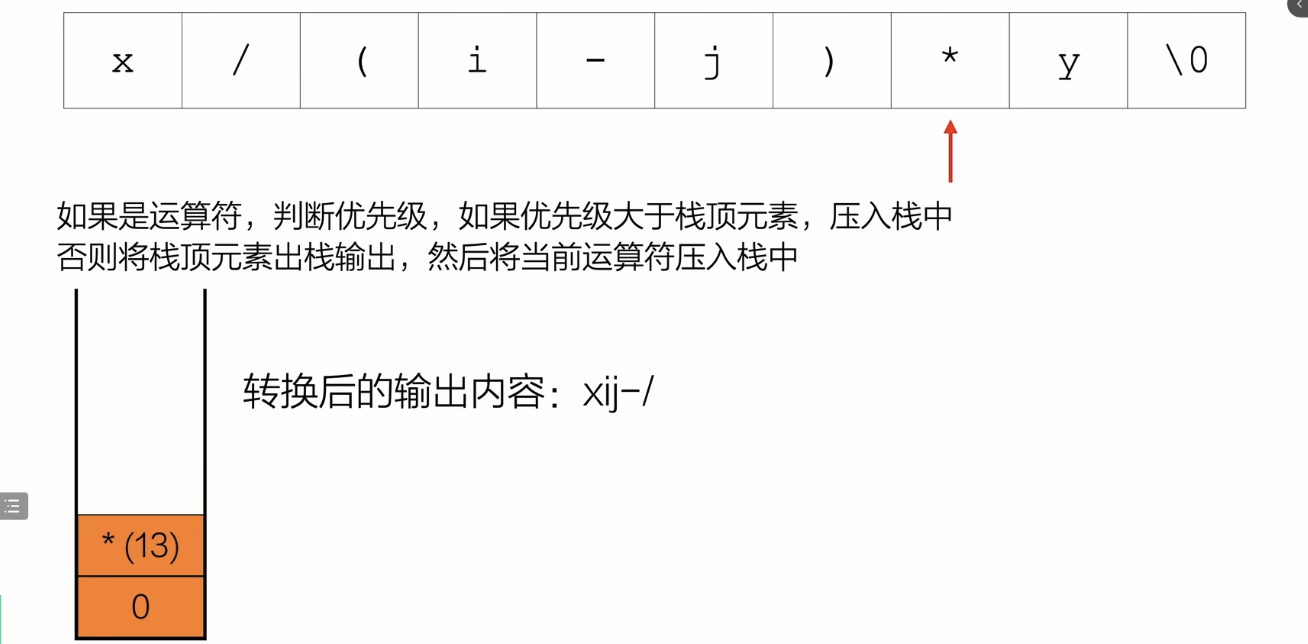 x / ( i - j ) * y \0
如果是运算符，判断优先级，如果优先级大于栈顶元素，压入栈中
否则将栈顶元素出栈输出，然后将当前运算符压入栈中
转换后的输出内容：xij-/
* (13)
0